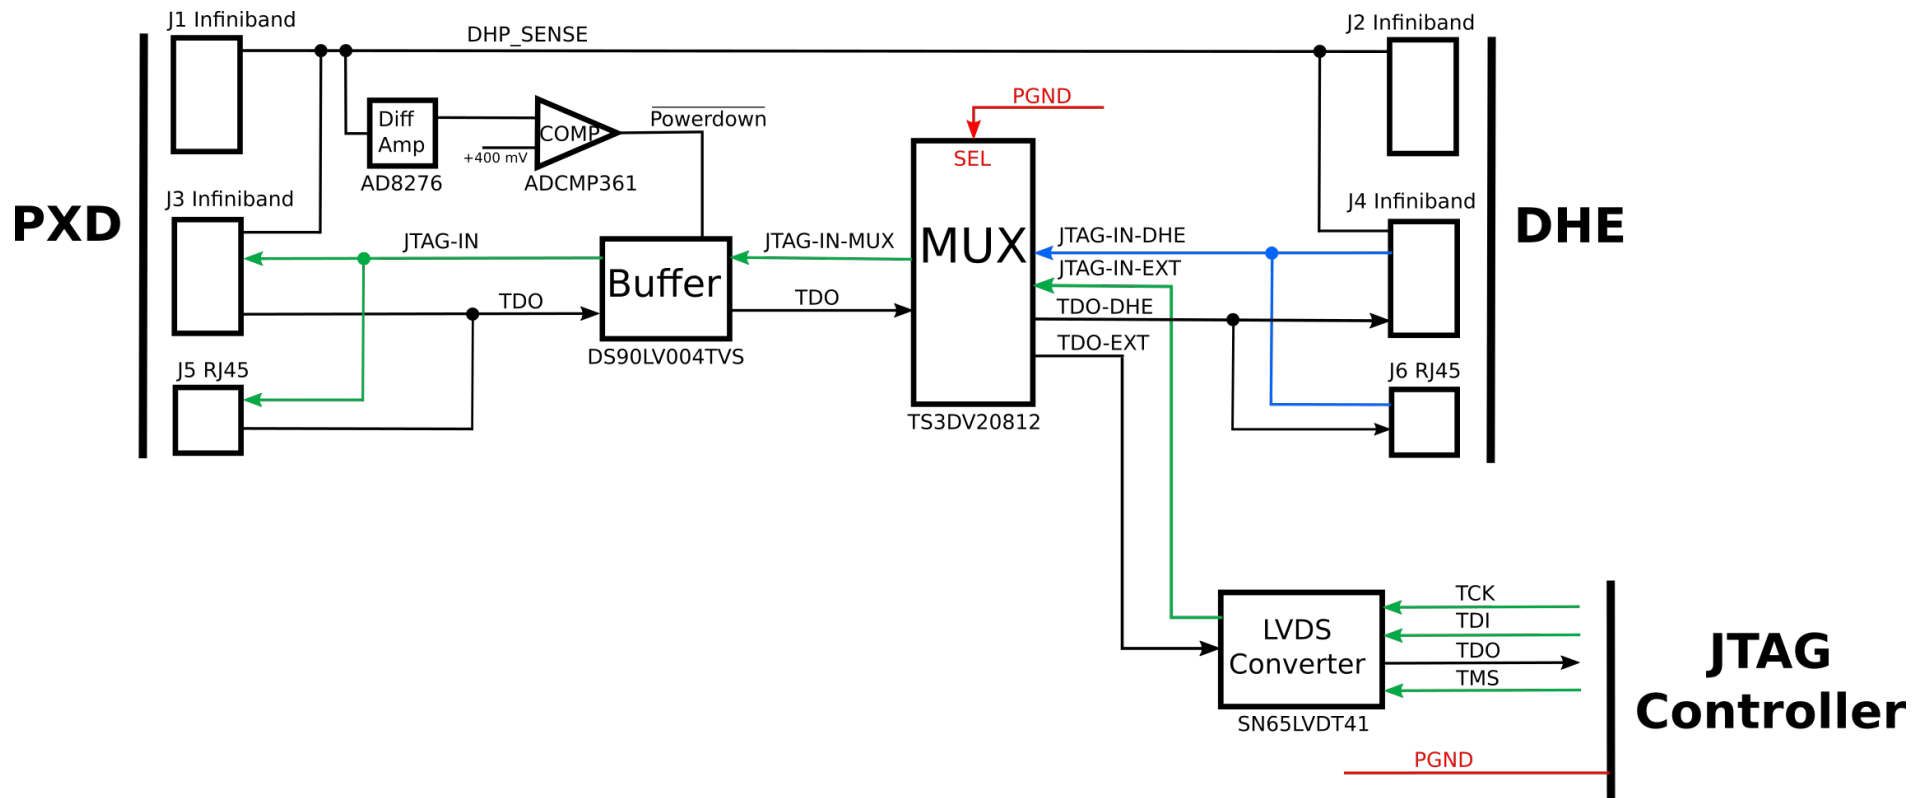 J1 Infiniband
DHP_SENSE
J2 Infiniband
PGND
Diff
Amp
COMP
+400 mV
Powerdown
SEL
AD8276
ADCMP361
PXD
J3 Infiniband
J4 Infiniband
DHE
JTAG-IN
JTAG-IN-MUX
MUX
JTAG-IN-DHE
JTAG-IN-EXT
Buffer
TDO
TDO
TDO-DHE
TDO-EXT
DS90LV004TVS
J5 RJ45
J6 RJ45
TS3DV20812
TCK
TDI
TDO
TMS
LVDS
Converter
SN65LVDT41
JTAG
Controller
PGND